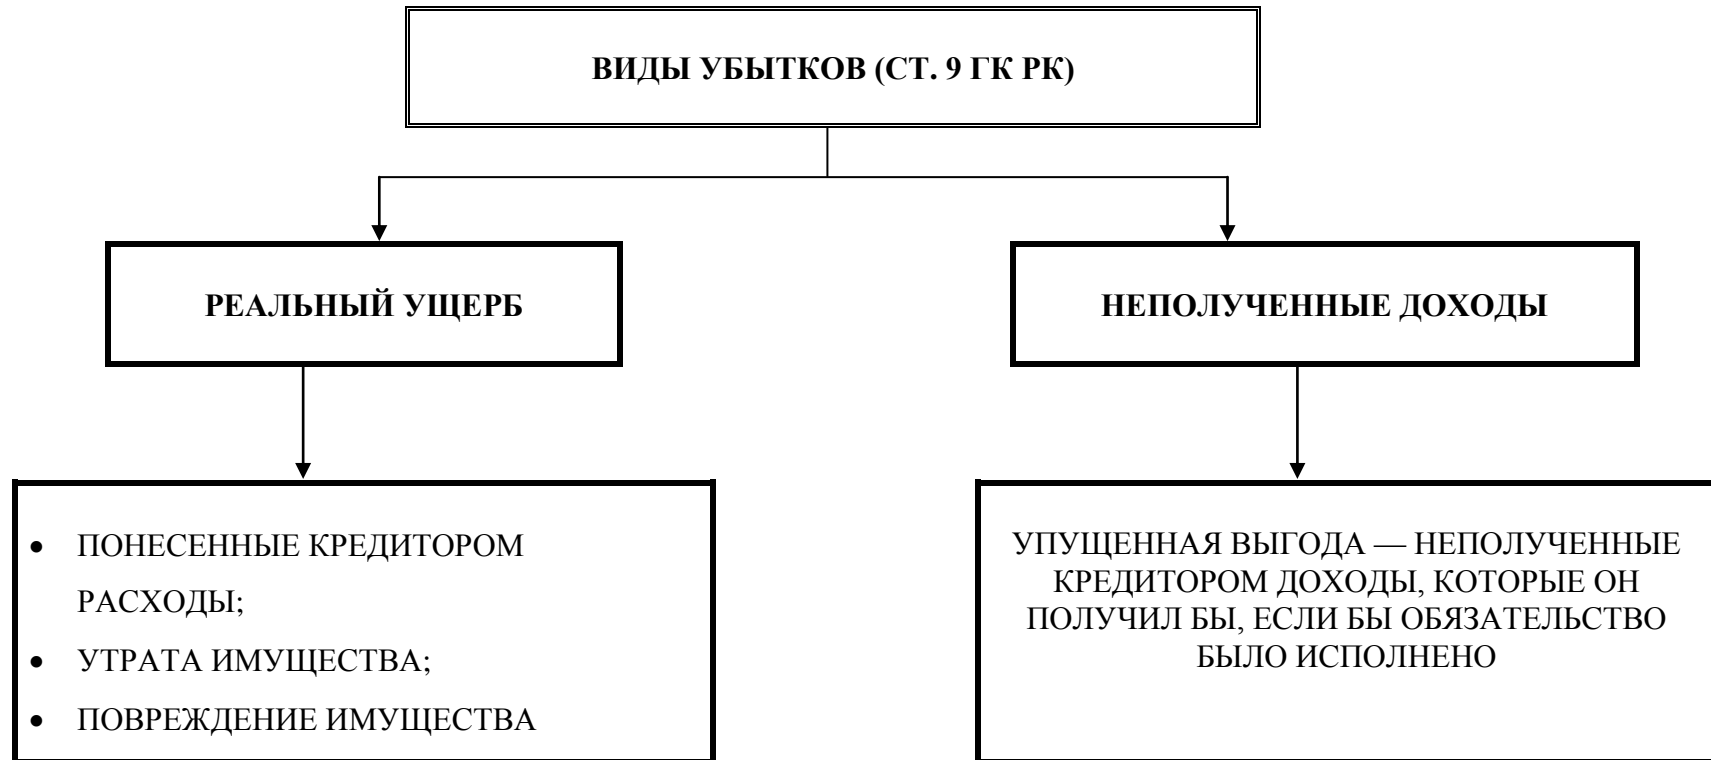 ВИДЫ УБЫТКОВ (СТ. 9 ГК РК)
РЕАЛЬНЫЙ УЩЕРБ
НЕПОЛУЧЕННЫЕ ДОХОДЫ
• ПОНЕСЕННЫЕ КРЕДИТОРОМ
РАСХОДЫ;
• УТРАТА ИМУЩЕСТВА;
• ПОВРЕЖДЕНИЕ ИМУЩЕСТВА
УПУЩЕННАЯ ВЫГОДА — НЕПОЛУЧЕННЫЕ
КРЕДИТОРОМ ДОХОДЫ, КОТОРЫЕ ОН
ПОЛУЧИЛ БЫ, ЕСЛИ БЫ ОБЯЗАТЕЛЬСТВО
БЫЛО ИСПОЛНЕНО